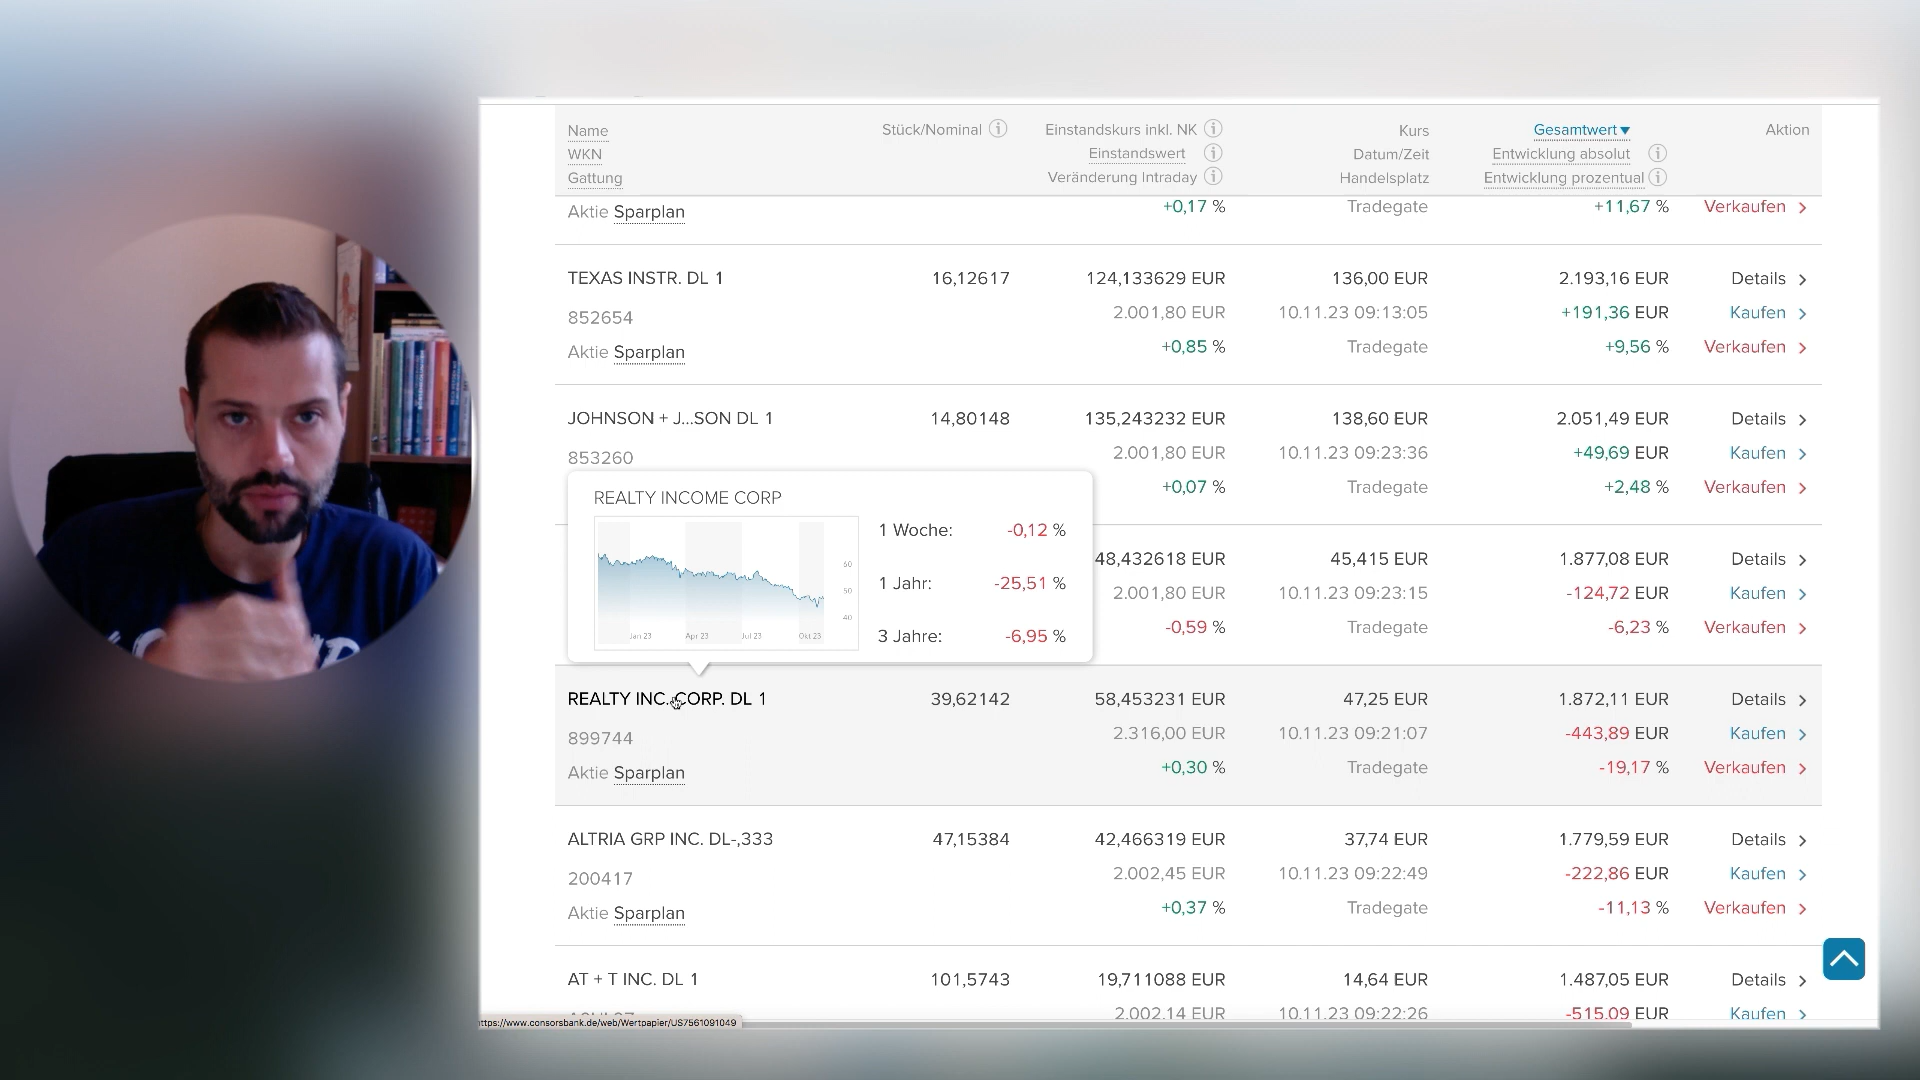 Name
WKN
Gattung
Stück/Nominal
Einstandskurs inkl. NK
Einstandswert
Veränderung Intraday
Kurs
Datum/Zeit
Handelsplatz
Gesamtwert
Entwicklung absolut
Entwicklung prozentual
Aktion
Aktie Sparplan +0,17 % Tradegate +11,67 % Verkaufen
TEXAS INSTR. DL 1 16,12617 124,133629 EUR 136,00 EUR 2.193,16 EUR Details
852654 2.001,80 EUR 10.11.23 09:13:05 +191,36 EUR Kaufen
Aktie Sparplan +0,85 % Tradegate +9,56 % Verkaufen
JOHNSON + J...SON DL 1 14,80148 135,243232 EUR 138,60 EUR 2.051,49 EUR Details
853260 2.001,80 EUR 10.11.23 09:23:36 +49,69 EUR Kaufen
+0,07 % Tradegate +2,48 % Verkaufen
REALTY INCOME CORP
1 Woche: -0,12 %
1 Jahr: -25,51 %
3 Jahre: -6,95 %
60
50
40
Jan 23 Apr 23 Jul 23 Okt 23
48,432618 EUR 45,415 EUR 1.877,08 EUR Details
2.001,80 EUR 10.11.23 09:23:15 -124,72 EUR Kaufen
-0,59 % Tradegate -6,23 % Verkaufen
REALTY INC. CORP. DL 1 39,62142 58,453231 EUR 47,25 EUR 1.872,11 EUR Details
899744 2.316,00 EUR 10.11.23 09:21:07 -443,89 EUR Kaufen
Aktie Sparplan +0,30 % Tradegate -19,17 % Verkaufen
ALTRIA GRP INC. DL-,333 47,15384 42,466319 EUR 37,74 EUR 1.779,59 EUR Details
200417 2.002,45 EUR 10.11.23 09:22:49 -222,86 EUR Kaufen
Aktie Sparplan +0,37 % Tradegate -11,13 % Verkaufen
AT + T INC. DL 1 101,5743 19,711088 EUR 14,64 EUR 1.487,05 EUR Details
2.002,14 EUR 10.11.23 09:22:26 -515,09 EUR Kaufen
https://www.consorsbank.de/web/Wertpapier/US7561091049